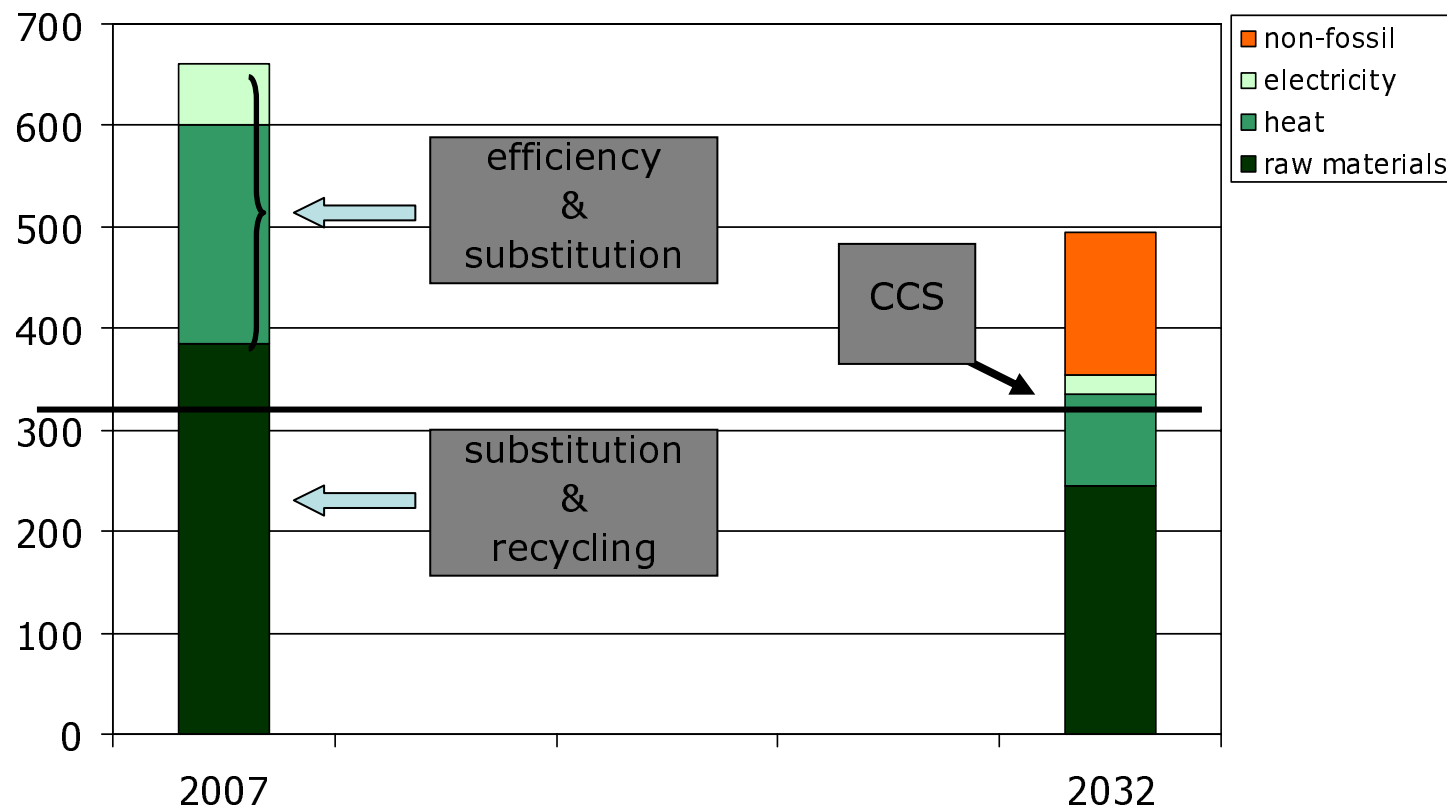 700
600
500
400
300
200
100
0
2007
2032
efficiency
&
substitution
CCS
substitution
&
recycling
non-fossil
electricity
heat
raw materials